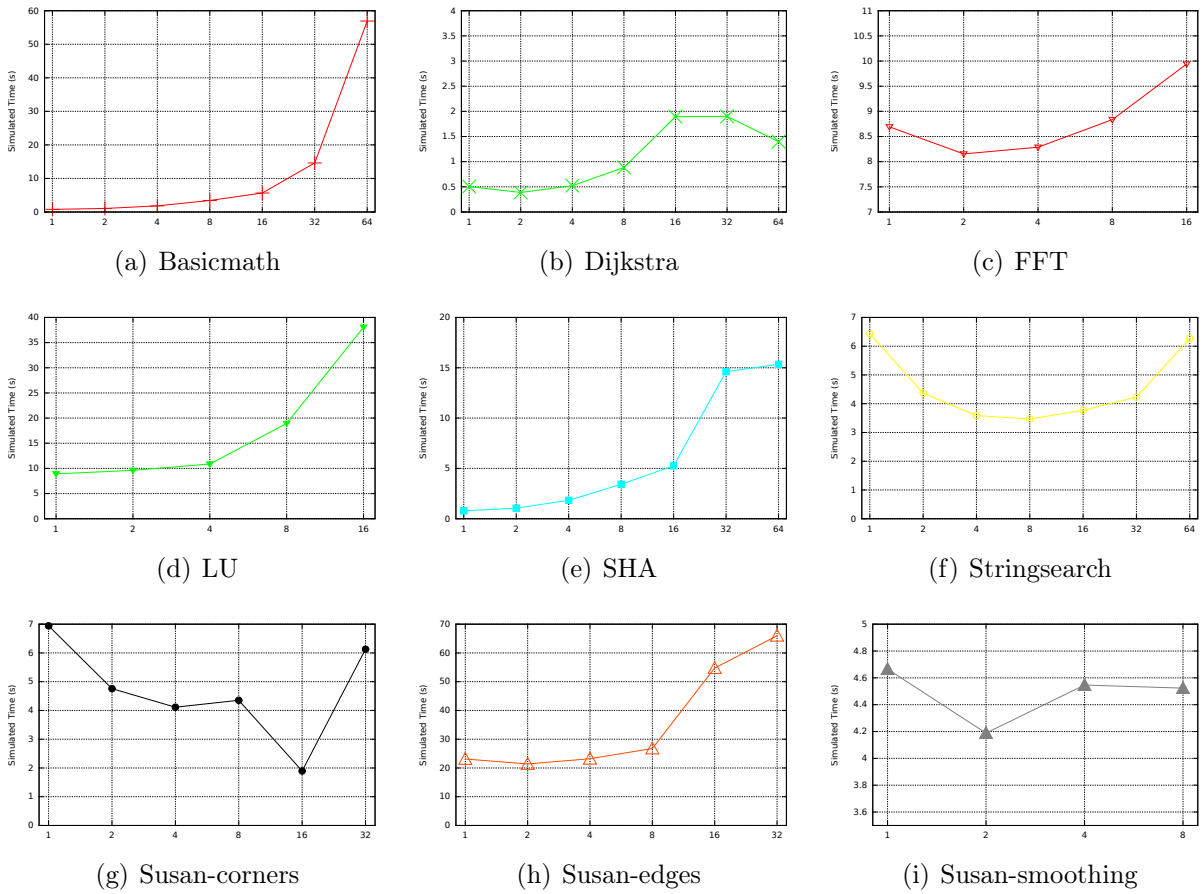 60
50
40
30
20
10
0
Simulated Time (s)
1 2 4 8 16 32 64
(a) Basicmath
4
3.5
3
2.5
2
1.5
1
0.5
0
Simulated Time (s)
1 2 4 8 16 32 64
(b) Dijkstra
11
10.5
10
9.5
9
8.5
8
7.5
7
Simulated Time (s)
1 2 4 8 16
(c) FFT
40
35
30
25
20
15
10
5
0
Simulated Time (s)
1 2 4 8 16
(d) LU
20
15
10
5
0
Simulated Time (s)
1 2 4 8 16 32 64
(e) SHA
7
6
5
4
3
2
1
0
Simulated Time (s)
1 2 4 8 16 32 64
(f) Stringsearch
7
6
5
4
3
2
1
0
Simulated Time (s)
1 2 4 8 16 32
(g) Susan-corners
70
60
50
40
30
20
10
0
Simulated Time (s)
1 2 4 8 16 32
(h) Susan-edges
5
4.8
4.6
4.4
4.2
4
3.8
3.6
Simulated Time (s)
1 2 4 8
(i) Susan-smoothing